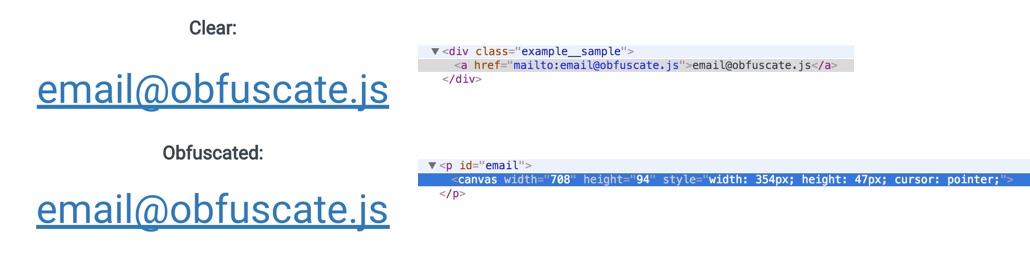 Clear:
email@obfuscate.js
<div class="example__sample">
<a href="mailto:email@obfuscate.js">email@obfuscate.js</a>
</div>
Obfuscated:
email@obfuscate.js
<p id="email">
<canvas width="708" height="94" style="width: 354px; height: 47px; cursor: pointer;">
</p>